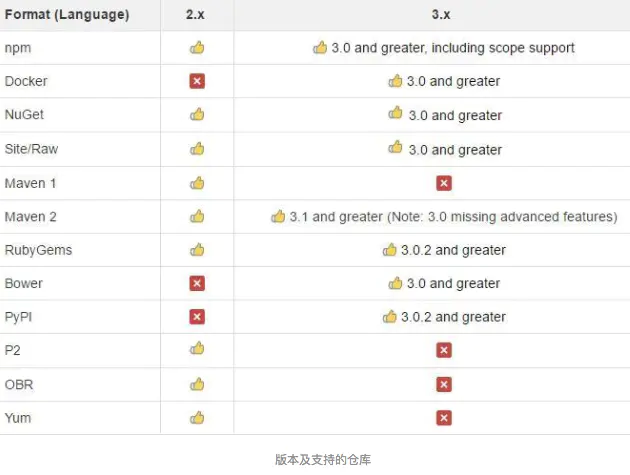 Format (Language) 2.x 3.x
npm 3.0 and greater, including scope support
Docker 3.0 and greater
NuGet 3.0 and greater
Site/Raw 3.0 and greater
Maven 1
Maven 2 3.1 and greater (Note: 3.0 missing advanced features)
RubyGems 3.0.2 and greater
Bower 3.0 and greater
PyPI 3.0.2 and greater
P2
OBR
Yum
版本及支持的仓库